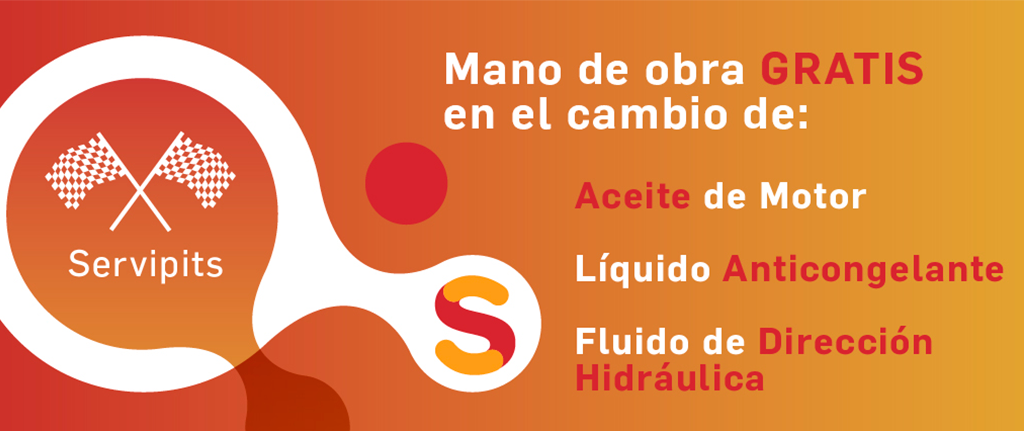 Servipits
Mano de obra GRATIS
en el cambio de:
Aceite de Motor
Líquido Anticongelante
Fluido de Dirección
Hidráulica
S